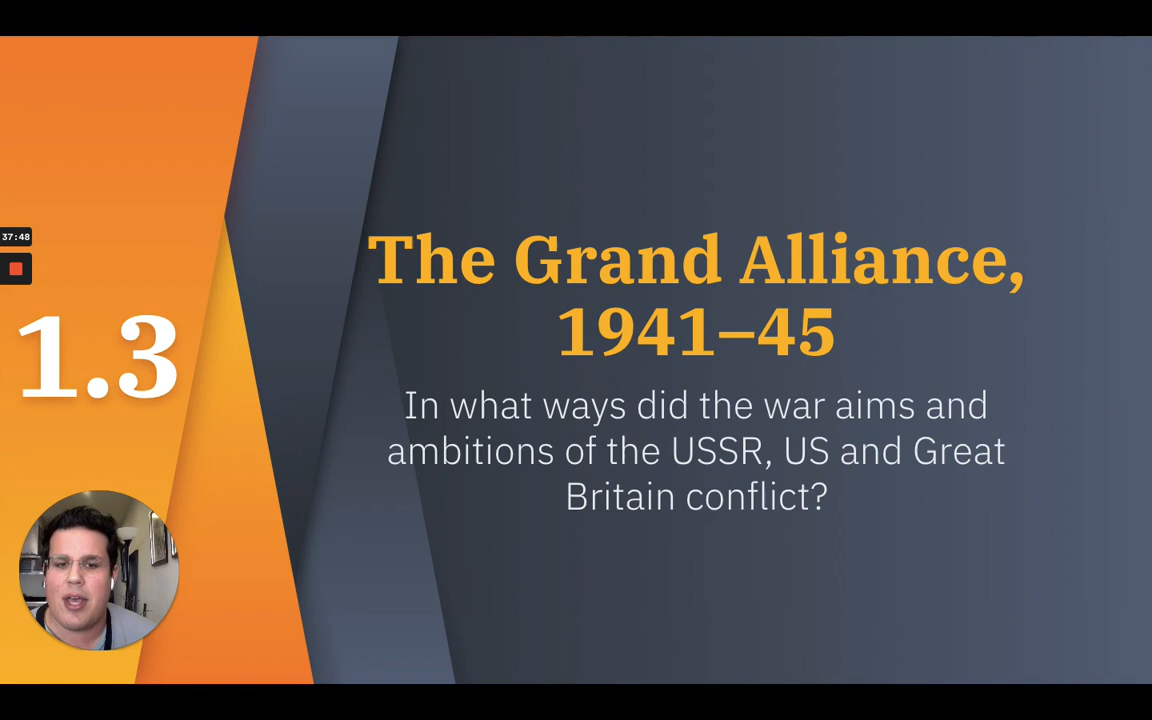 37:48
1.3
The Grand Alliance,
1941–45
In what ways did the war aims and
ambitions of the USSR, US and Great
Britain conflict?